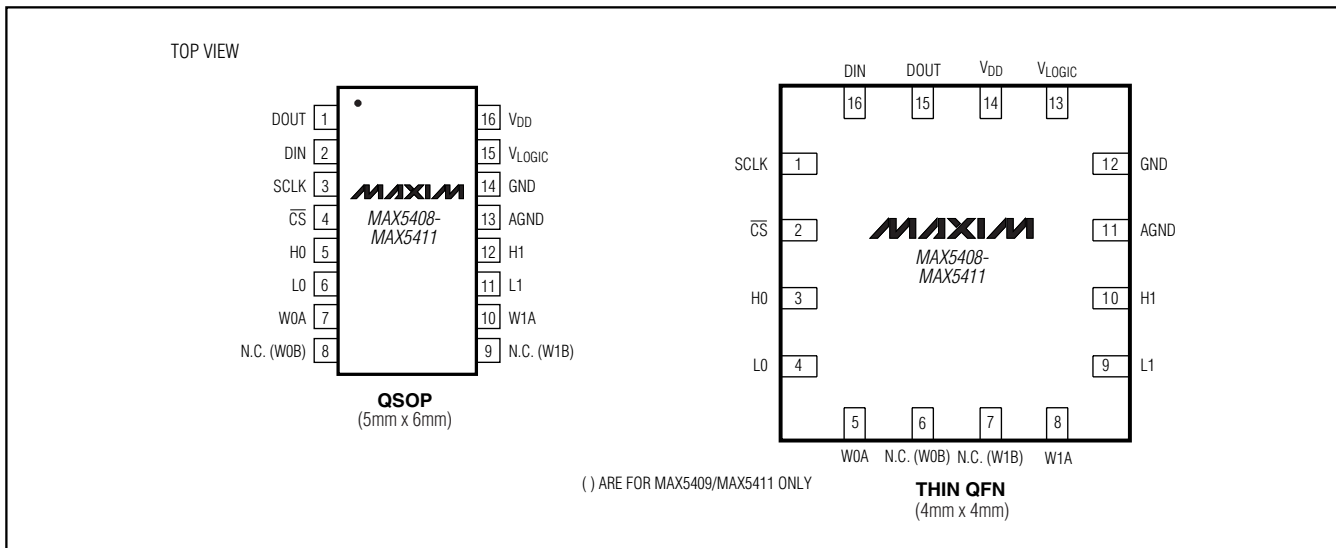 TOP VIEW
DOUT 1
DIN 2
SCLK 3
C̅S̅ 4
H0 5
L0 6
W0A 7
N.C. (W0B) 8
16 VDD
15 VLOGIC
14 GND
13 AGND
12 H1
11 L1
10 W1A
9 N.C. (W1B)
MAXIM
MAX5408-
MAX5411
QSOP
(5mm x 6mm)
DIN DOUT VDD VLOGIC
16 15 14 13
SCLK 1
C̅S̅ 2
H0 3
L0 4
12 GND
11 AGND
10 H1
9 L1
MAXIM
MAX5408-
MAX5411
5 6 7 8
W0A N.C. (W0B) N.C. (W1B) W1A
( ) ARE FOR MAX5409/MAX5411 ONLY
THIN QFN
(4mm x 4mm)